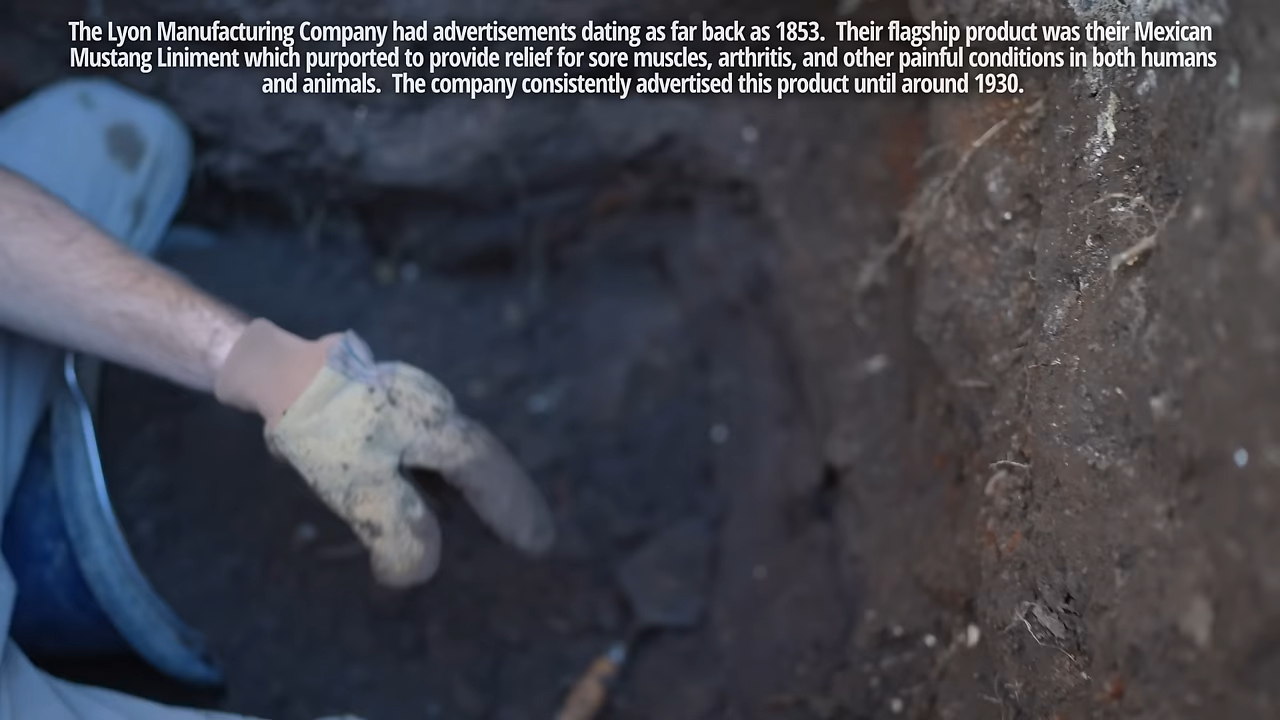 The Lyon Manufacturing Company had advertisements dating as far back as 1853.  Their flagship product was their Mexican
Mustang Liniment which purported to provide relief for sore muscles, arthritis, and other painful conditions in both humans
and animals.  The company consistently advertised this product until around 1930.